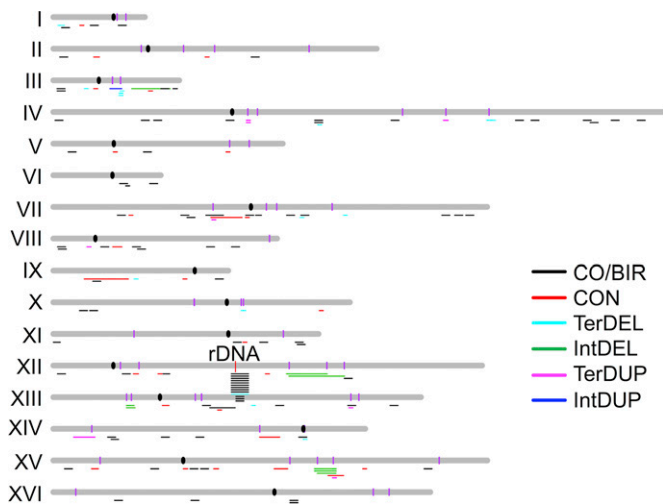 I
II
III
IV
V
VI
VII
VIII
IX
X
XI
rDNA
XII
XIII
XIV
XV
XVI
CO/BIR
CON
TerDEL
IntDEL
TerDUP
IntDUP